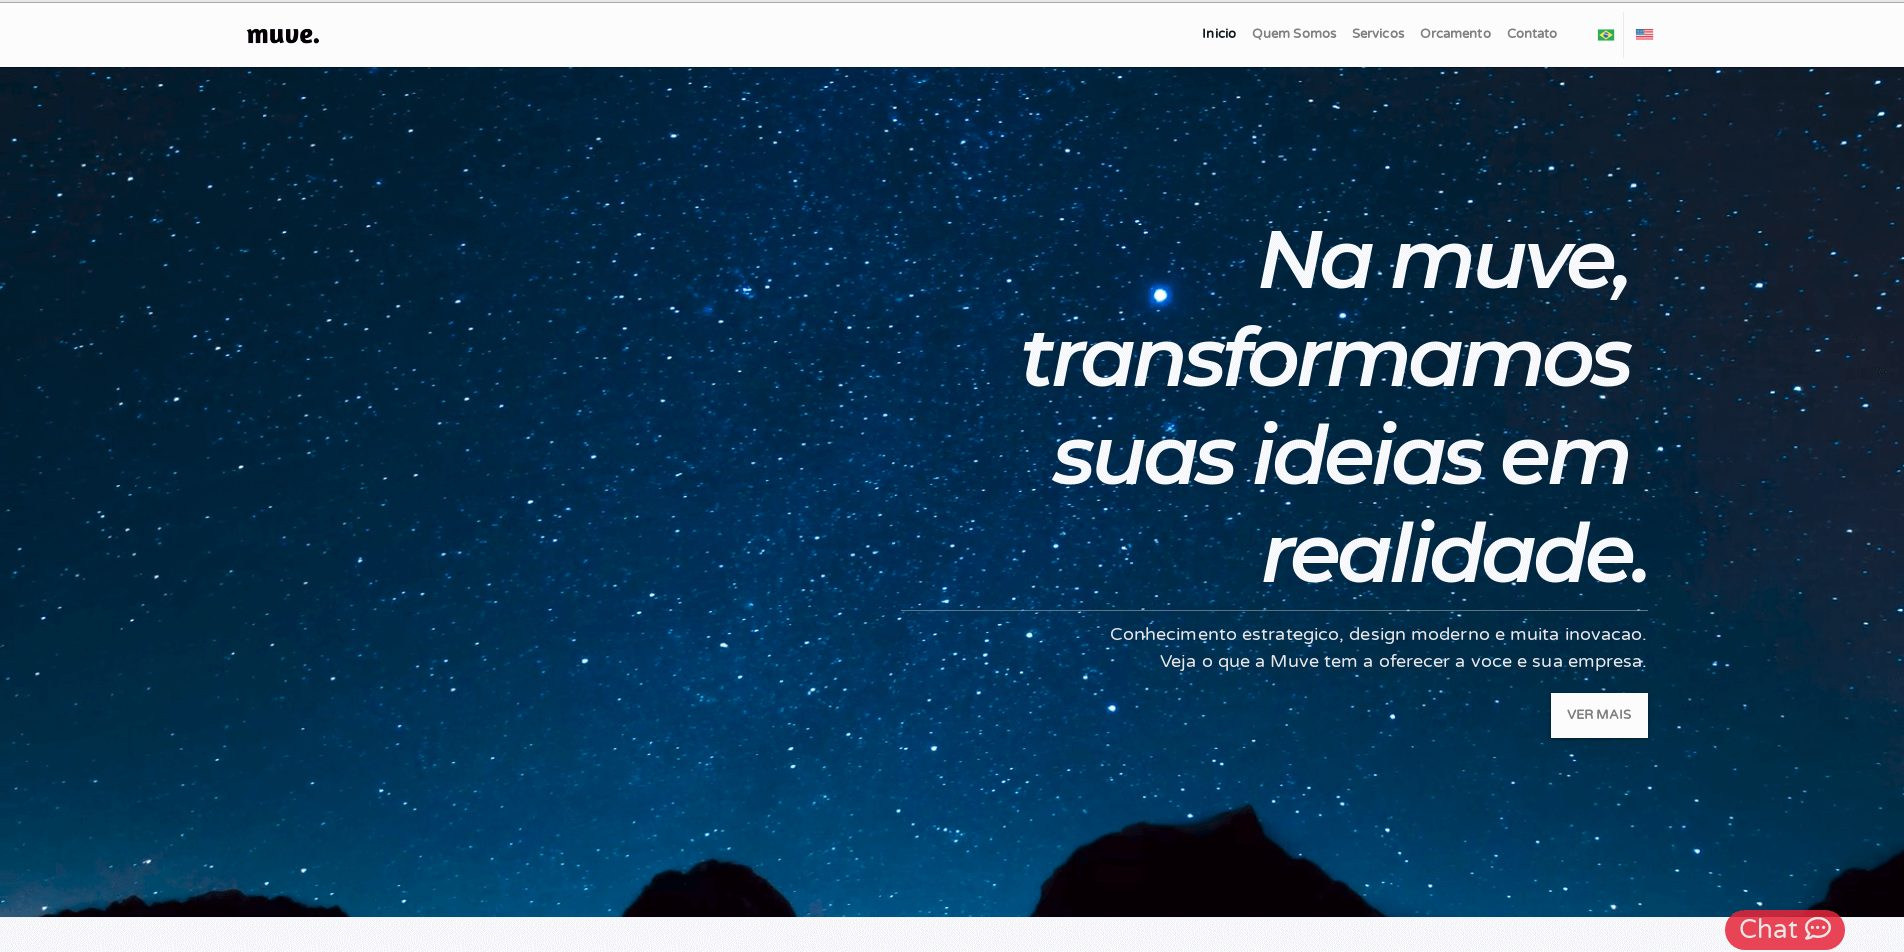 muve.
Inicio Quem Somos Servicos Orcamento Contato
Na muve,
transformamos
suas ideias em
realidade.
Conhecimento estrategico, design moderno e muita inovacao.
Veja o que a Muve tem a oferecer a voce e sua empresa.
VER MAIS
Chat